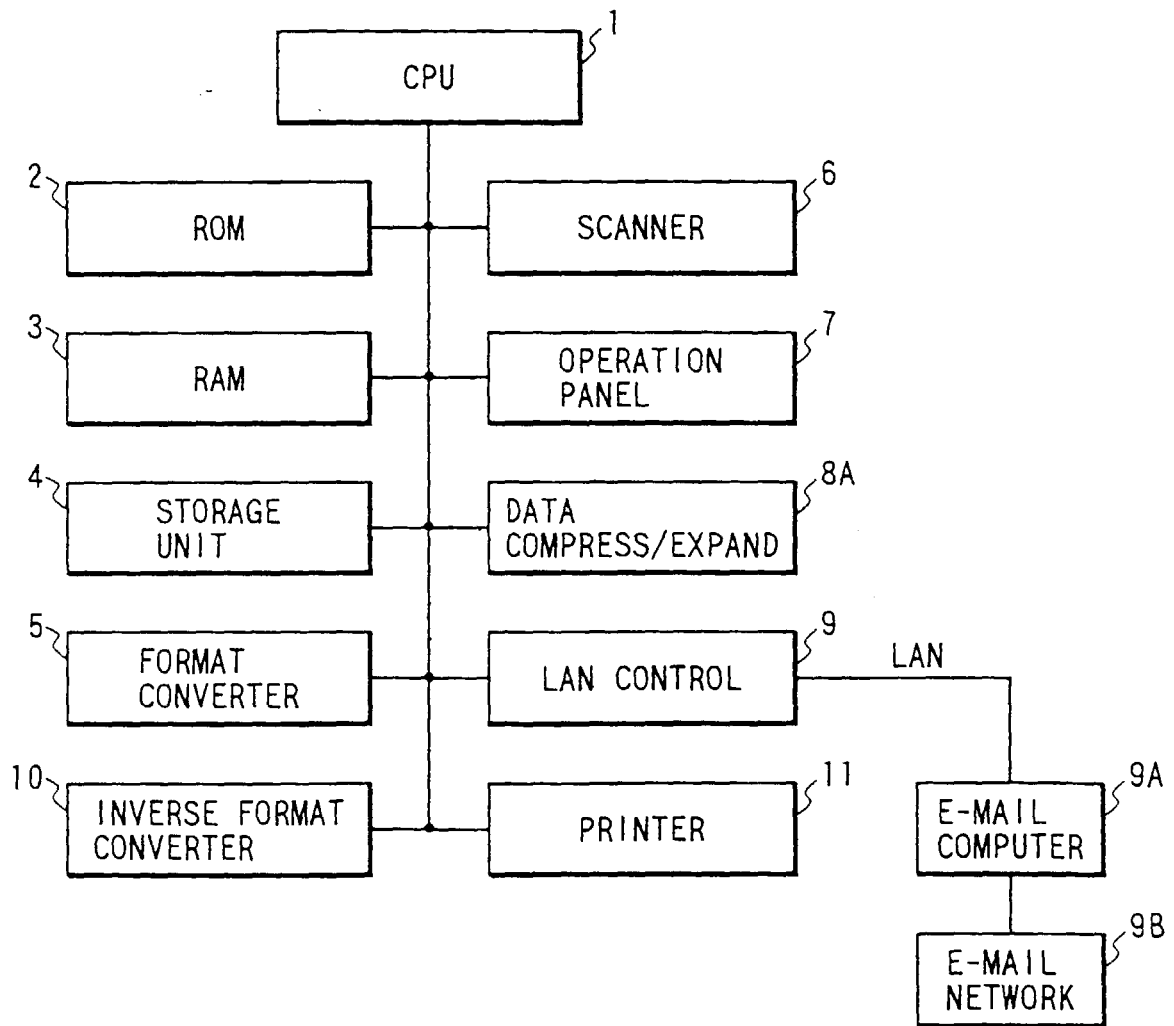 1
CPU
2
ROM
6
SCANNER
3
RAM
7
OPERATION
PANEL
4
STORAGE
UNIT
8A
DATA
COMPRESS/EXPAND
5
FORMAT
CONVERTER
9
LAN CONTROL
LAN
10
INVERSE FORMAT
CONVERTER
11
PRINTER
9A
E-MAIL
COMPUTER
9B
E-MAIL
NETWORK